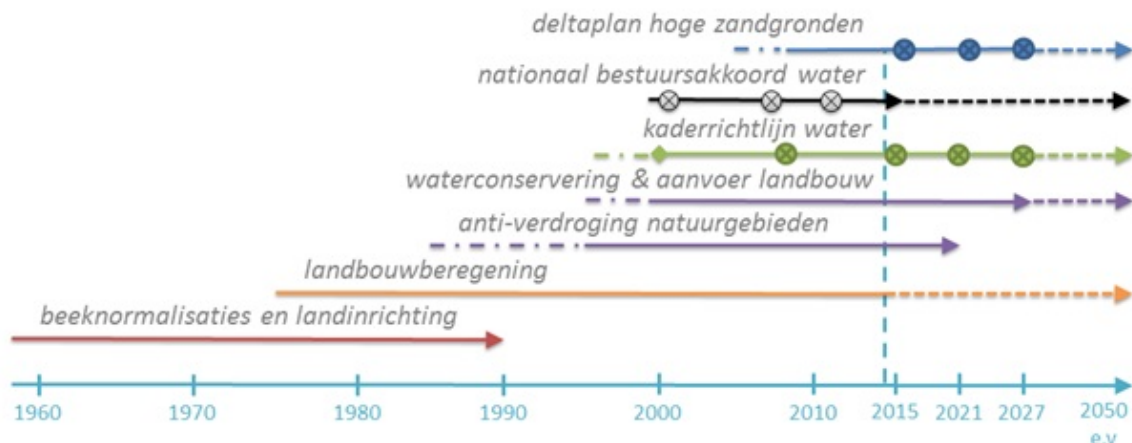 deltaplan hoge zandgronden
nationaal bestuursakkoord water
kaderrichtlijn water
waterconservering & aanvoer landbouw
anti-verdroging natuurgebieden
landbouwberegening
beeknormalisaties en landinrichting
1960 1970 1980 1990 2000 2010 2015 2021 2027 2050
e.v.